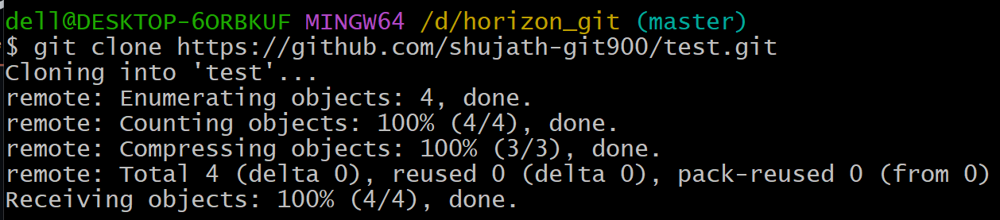 dell@DESKTOP-6ORBKUF MINGW64 /d/horizon_git (master)
$ git clone https://github.com/shujath-git900/test.git
Cloning into 'test'...
remote: Enumerating objects: 4, done.
remote: Counting objects: 100% (4/4), done.
remote: Compressing objects: 100% (3/3), done.
remote: Total 4 (delta 0), reused 0 (delta 0), pack-reused 0 (from 0)
Receiving objects: 100% (4/4), done.